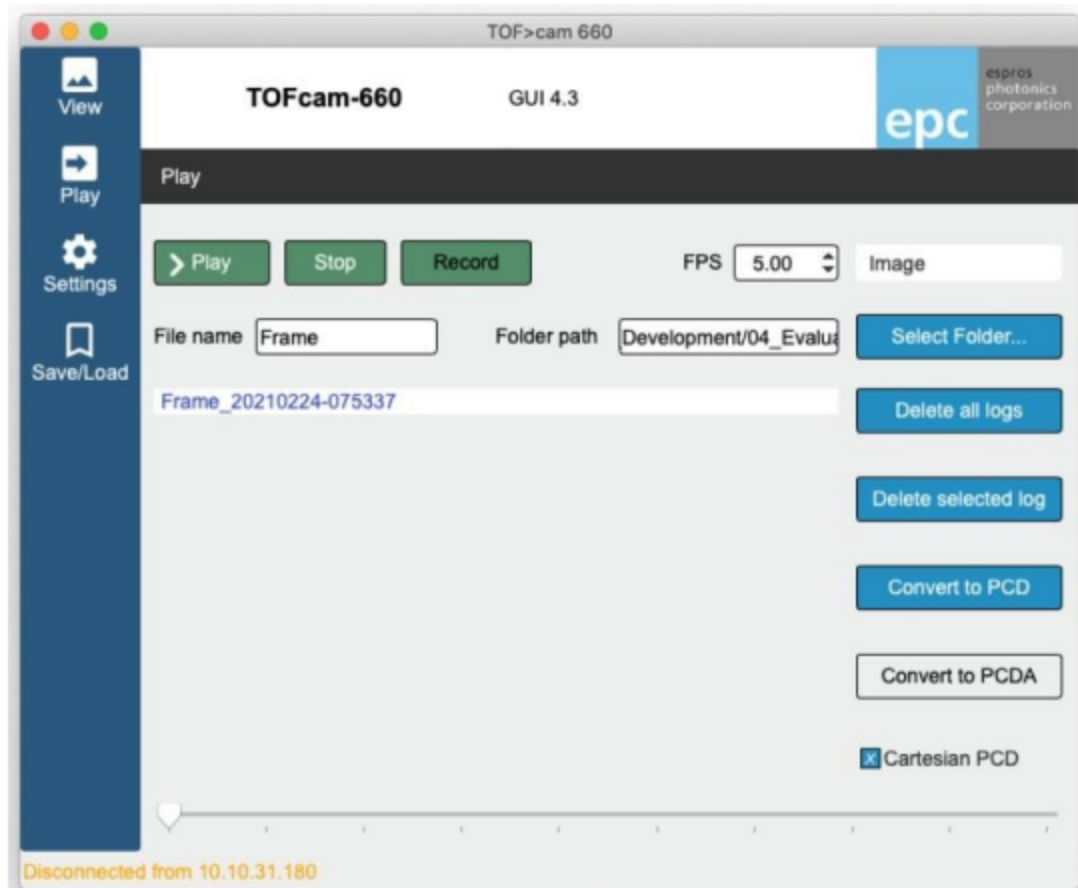 TOF>cam 660
View
TOFcam-660 GUI 4.3
epc
espros
photonics
corporation
Play
Play
Settings
Save/Load
Play Stop Record FPS 5.00 Image
File name Frame Folder path Development/04_Evalua Select Folder...
Frame_20210224-075337
Delete all logs
Delete selected log
Convert to PCD
Convert to PCDA
x Cartesian PCD
Disconnected from 10.10.31.180